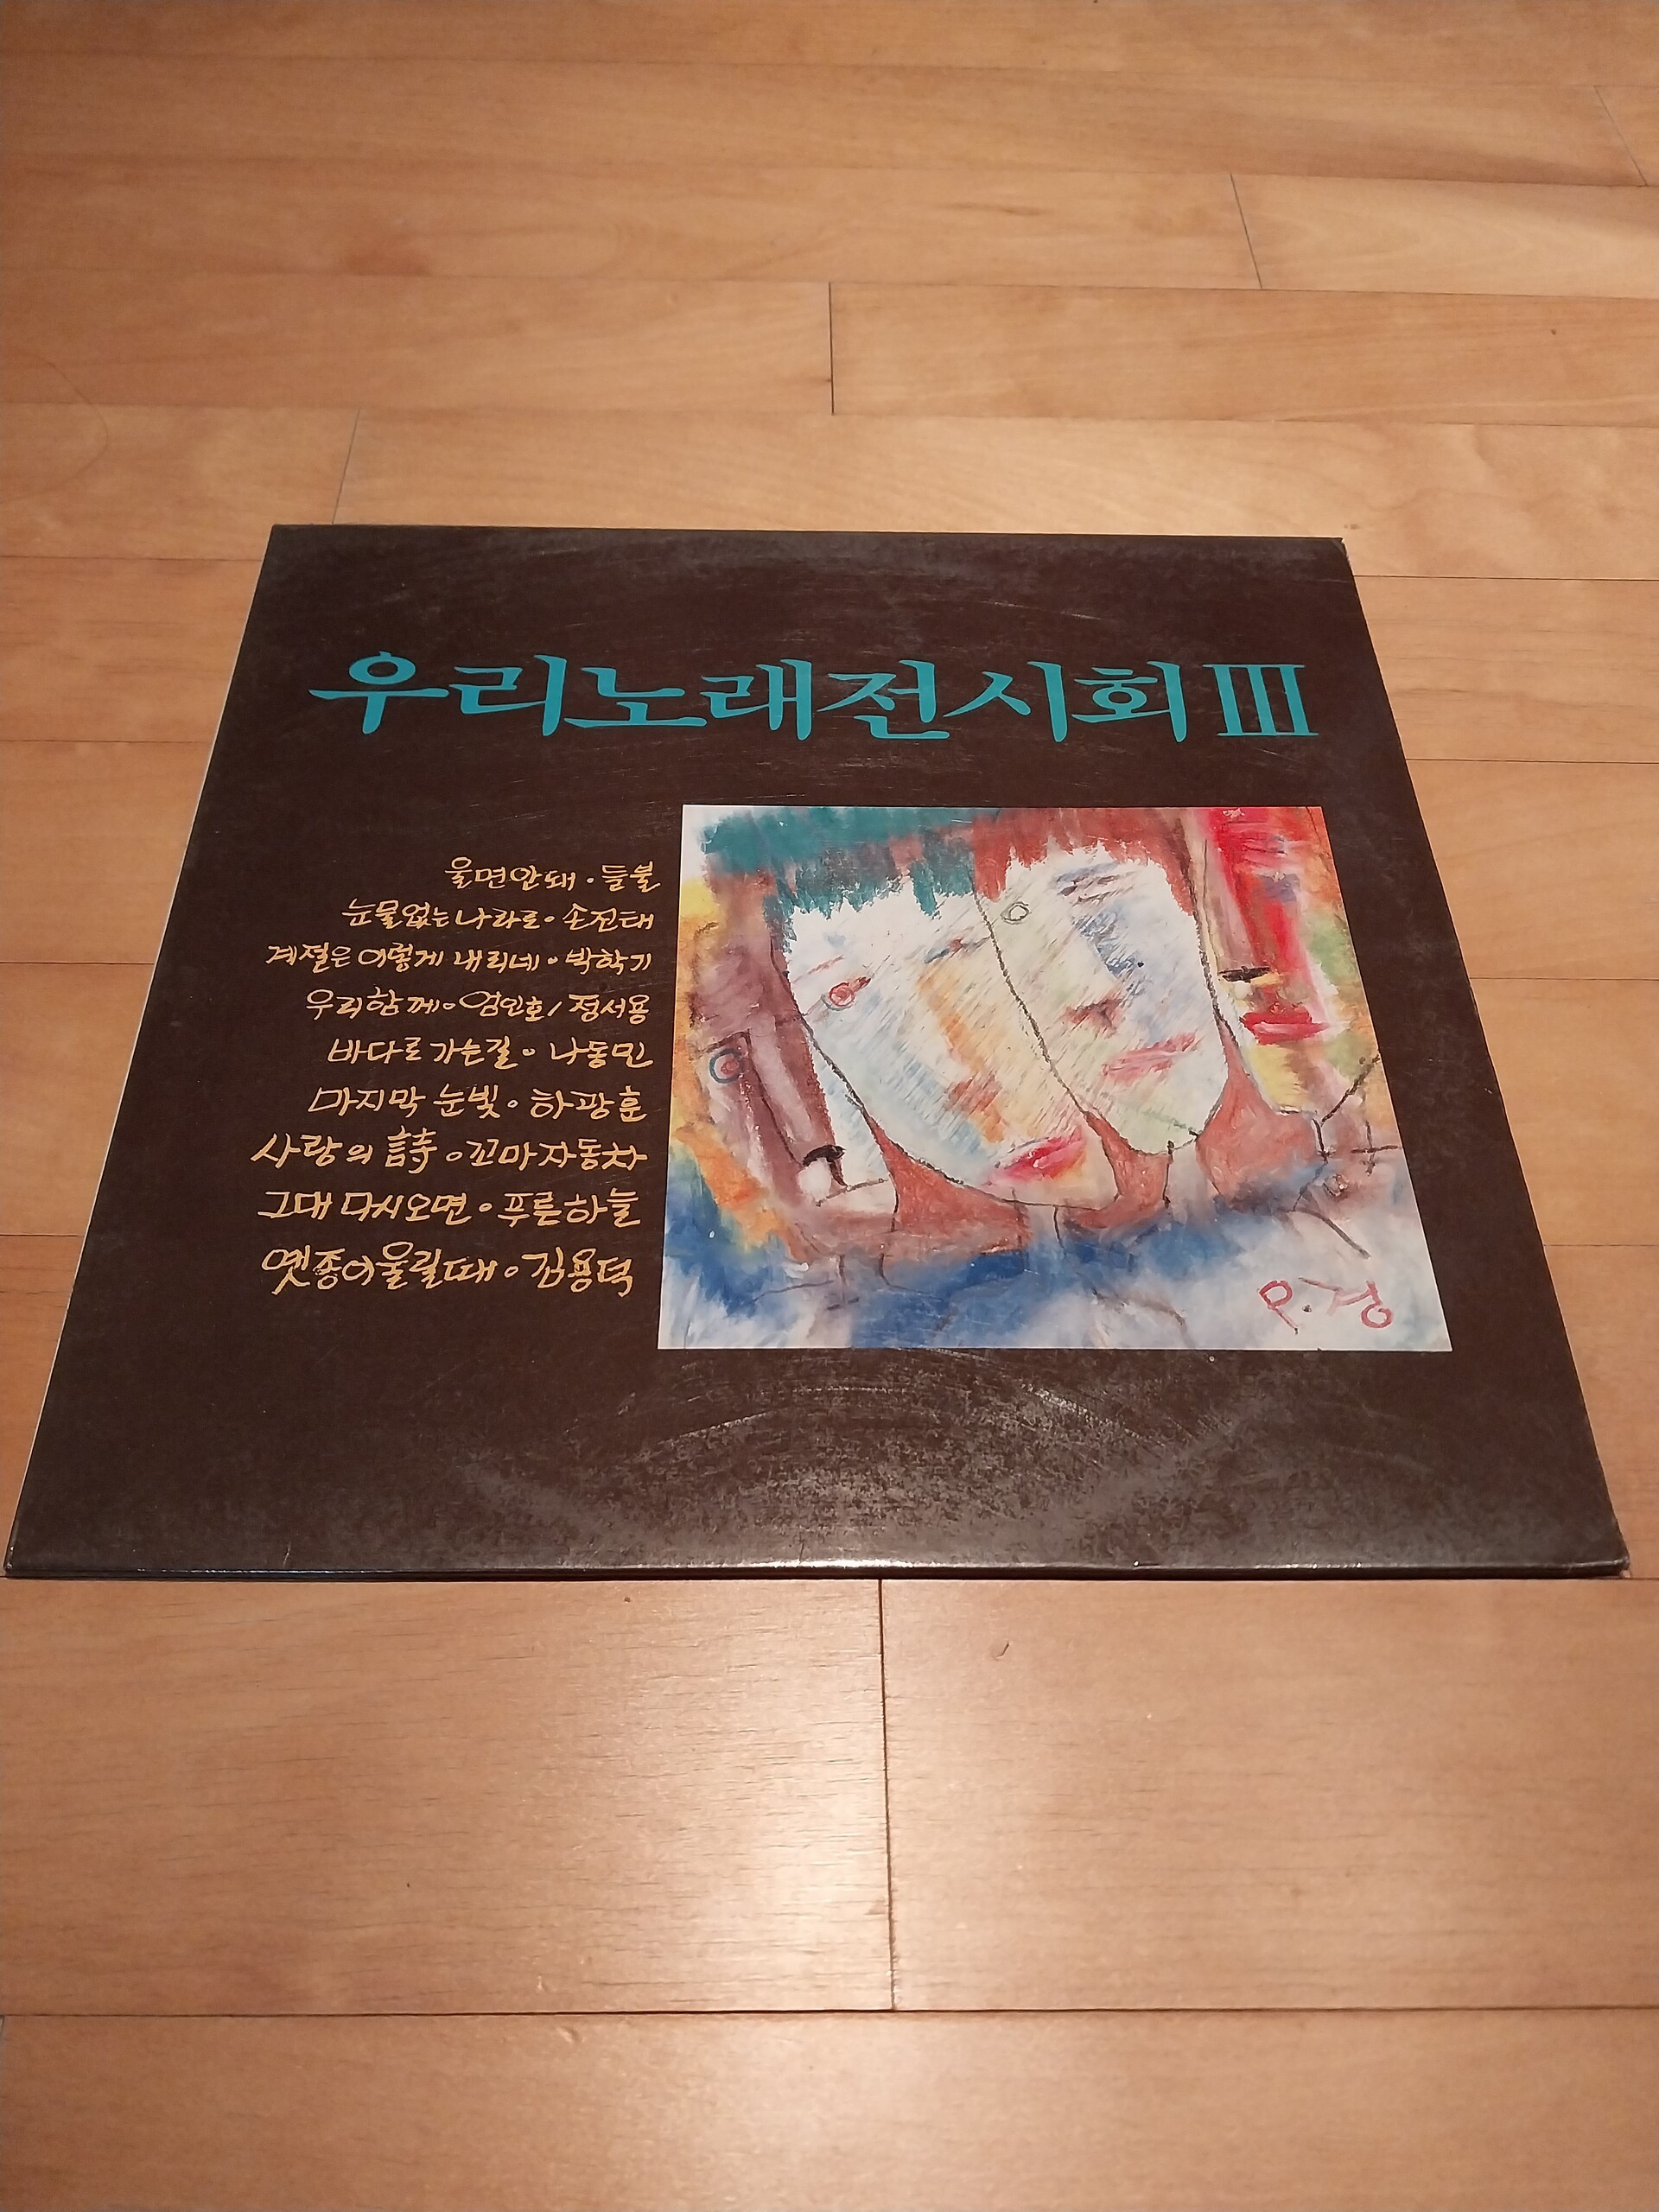 우리노래전시회 III
울면안돼 · 들불
눈물없는나라로 · 손진태
계절은 이렇게 내리네 · 박학기
우리함께 · 엄인호/정서용
바다로 가는길 · 나동민
마지막 눈빛 · 하광훈
사랑의 詩 · 꼬마자동차
그대 다시오면 · 푸른하늘
옛종이울릴때 · 김용덕